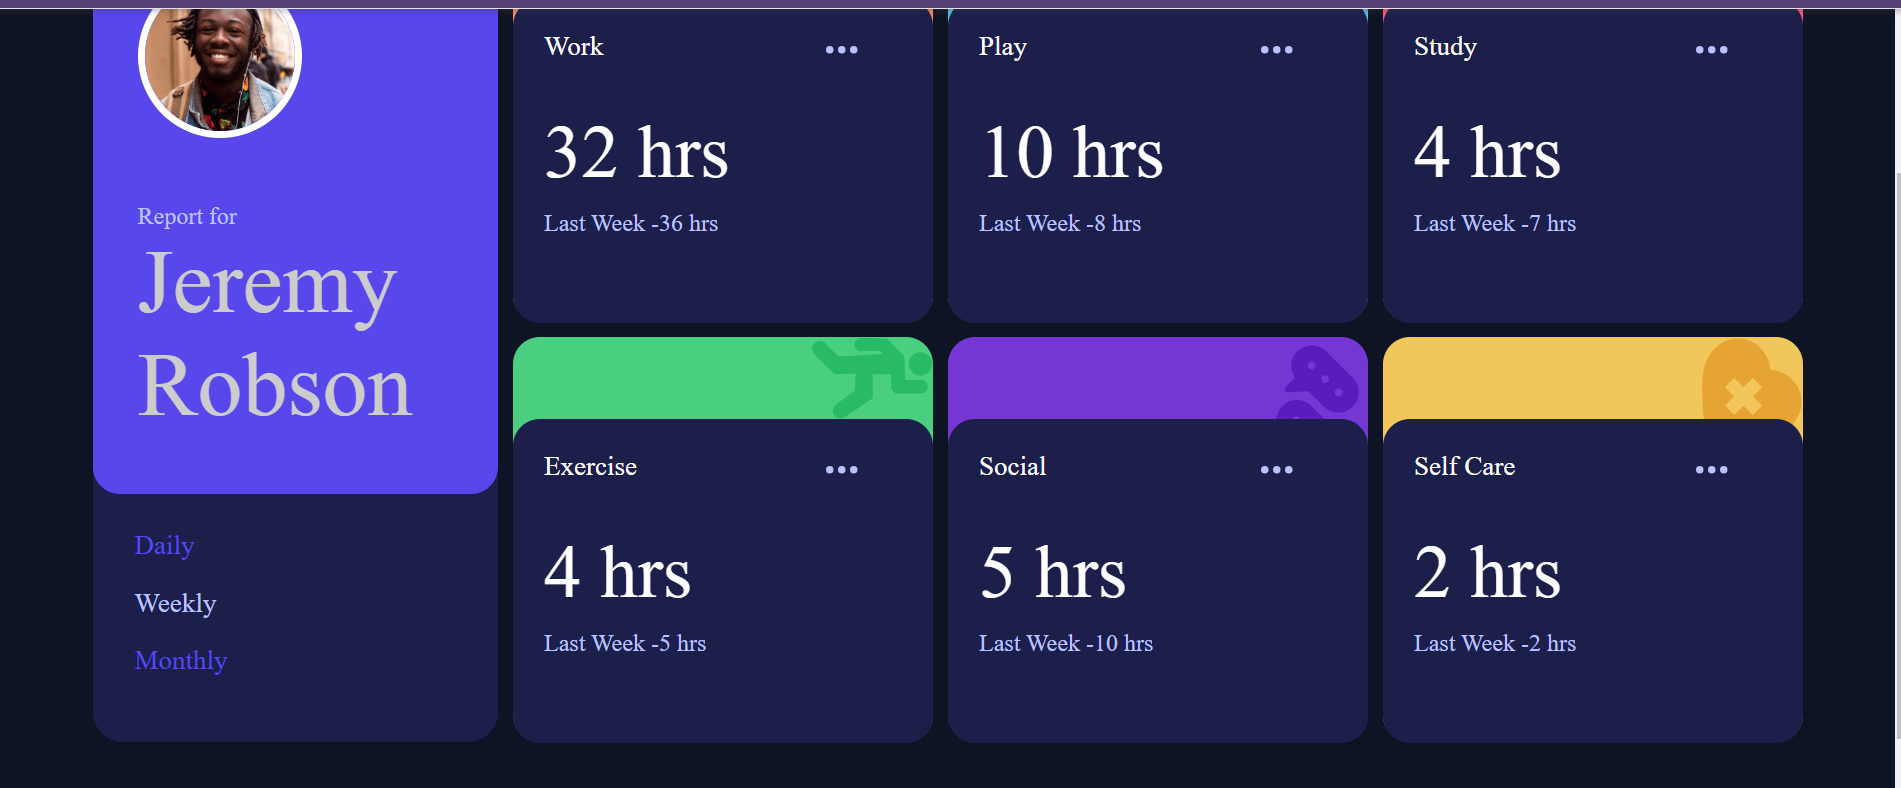 Report for
Jeremy
Robson
Daily
Weekly
Monthly
Work
32 hrs
Last Week -36 hrs
Play
10 hrs
Last Week -8 hrs
Study
4 hrs
Last Week -7 hrs
Exercise
4 hrs
Last Week -5 hrs
Social
5 hrs
Last Week -10 hrs
Self Care
2 hrs
Last Week -2 hrs